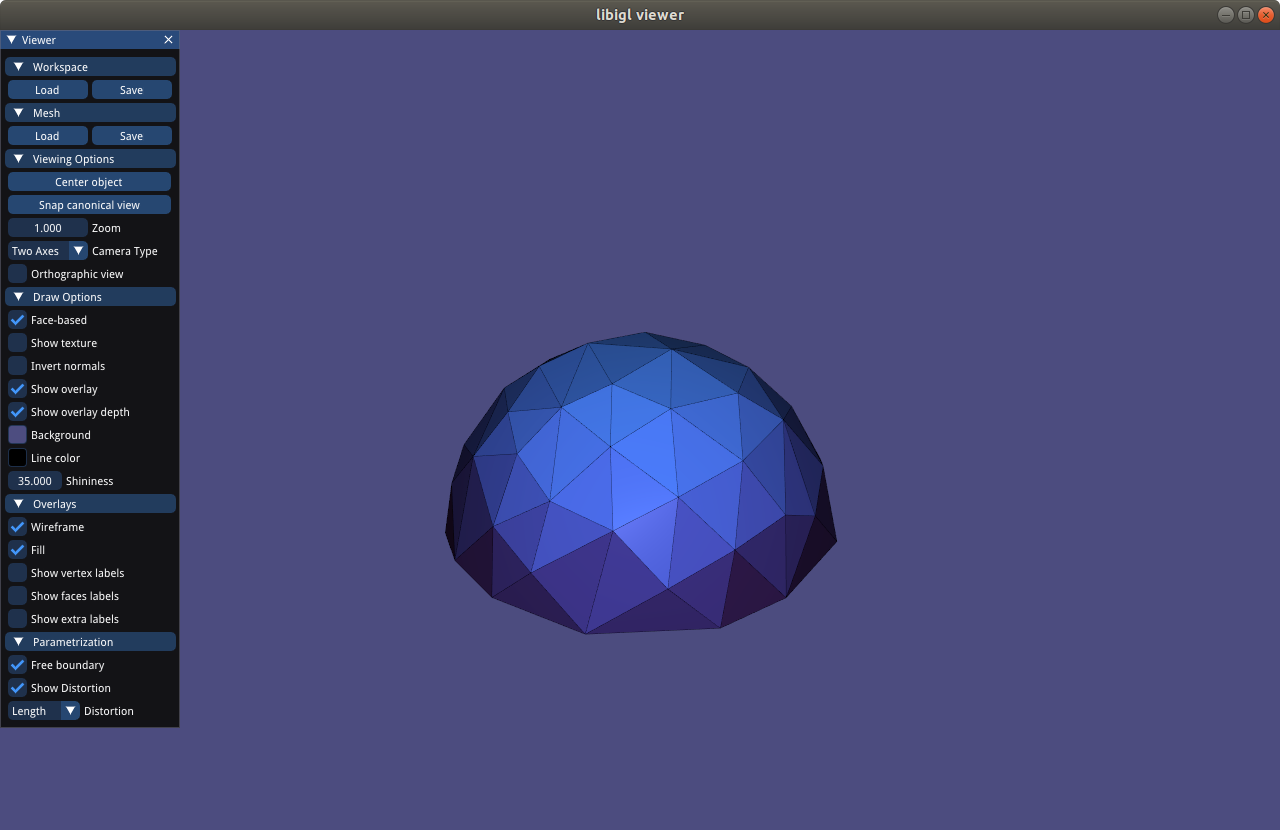 libigl viewer
Viewer
Workspace
Load Save
Mesh
Load Save
Viewing Options
Center object
Snap canonical view
1.000 Zoom
Two Axes Camera Type
Orthographic view
Draw Options
Face-based
Show texture
Invert normals
Show overlay
Show overlay depth
Background
Line color
35.000 Shininess
Overlays
Wireframe
Fill
Show vertex labels
Show faces labels
Show extra labels
Parametrization
Free boundary
Show Distortion
Length Distortion